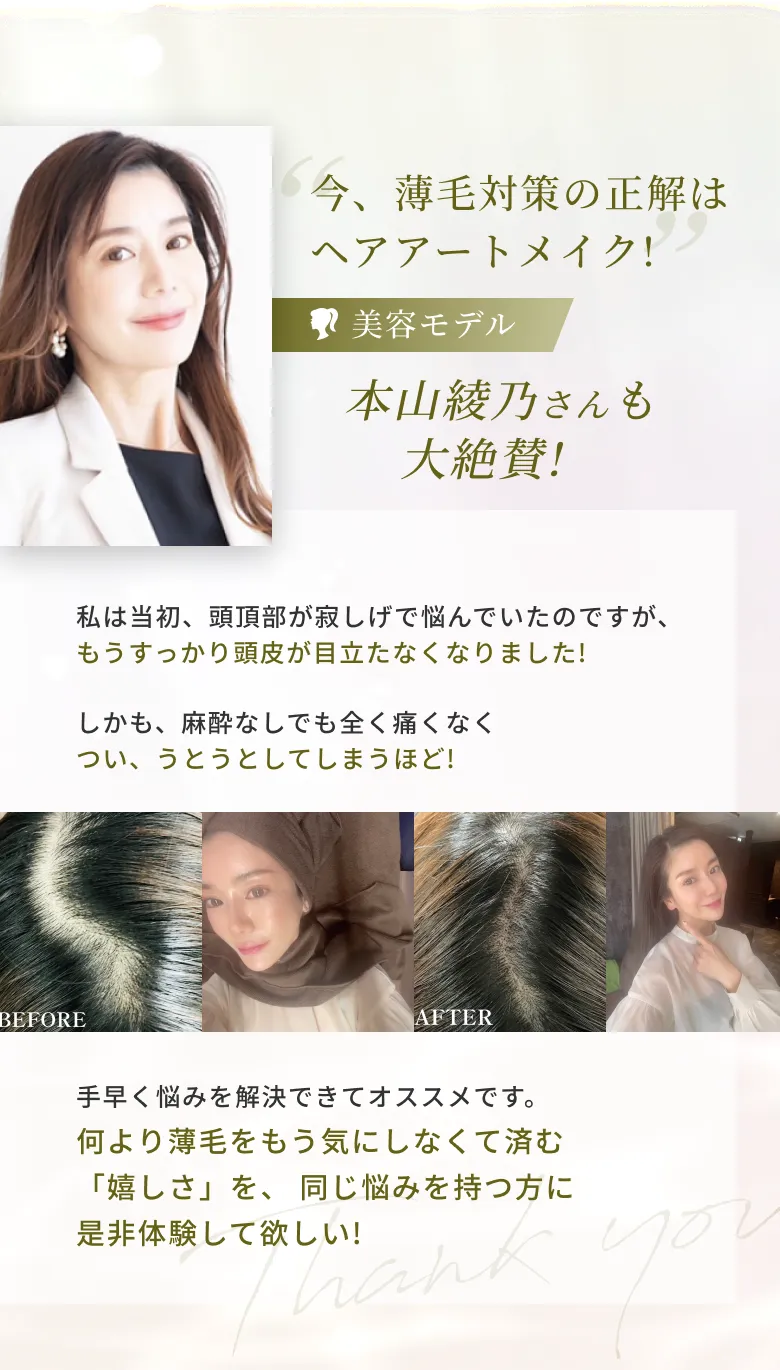 今、薄毛対策の正解は
ヘアアートメイク!
美容モデル
本山綾乃さんも
大絶賛!
私は当初、頭頂部が寂しげで悩んでいたのですが、
もうすっかり頭皮が目立たなくなりました!
しかも、麻酔なしでも全く痛くなく
つい、うとうとしてしまうほど!
BEFORE
AFTER
手早く悩みを解決できてオススメです。
何より薄毛をもう気にしなくて済む
「嬉しさ」を、 同じ悩みを持つ方に
是非体験して欲しい!
Thank you